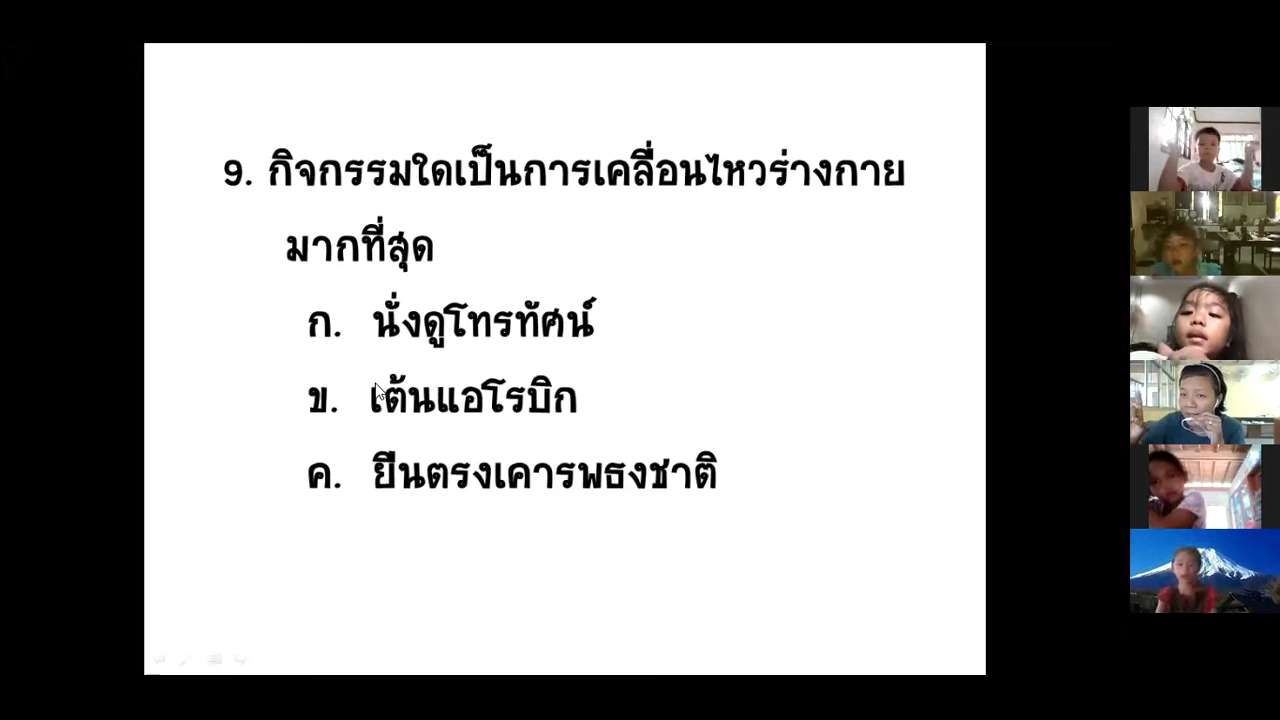 9. กิจกรรมใดเป็นการเคลื่อนไหวร่างกาย
มากที่สุด
ก. นั่งดูโทรทัศน์
ข. เต้นแอโรบิก
ค. ยืนตรงเคารพธงชาติ